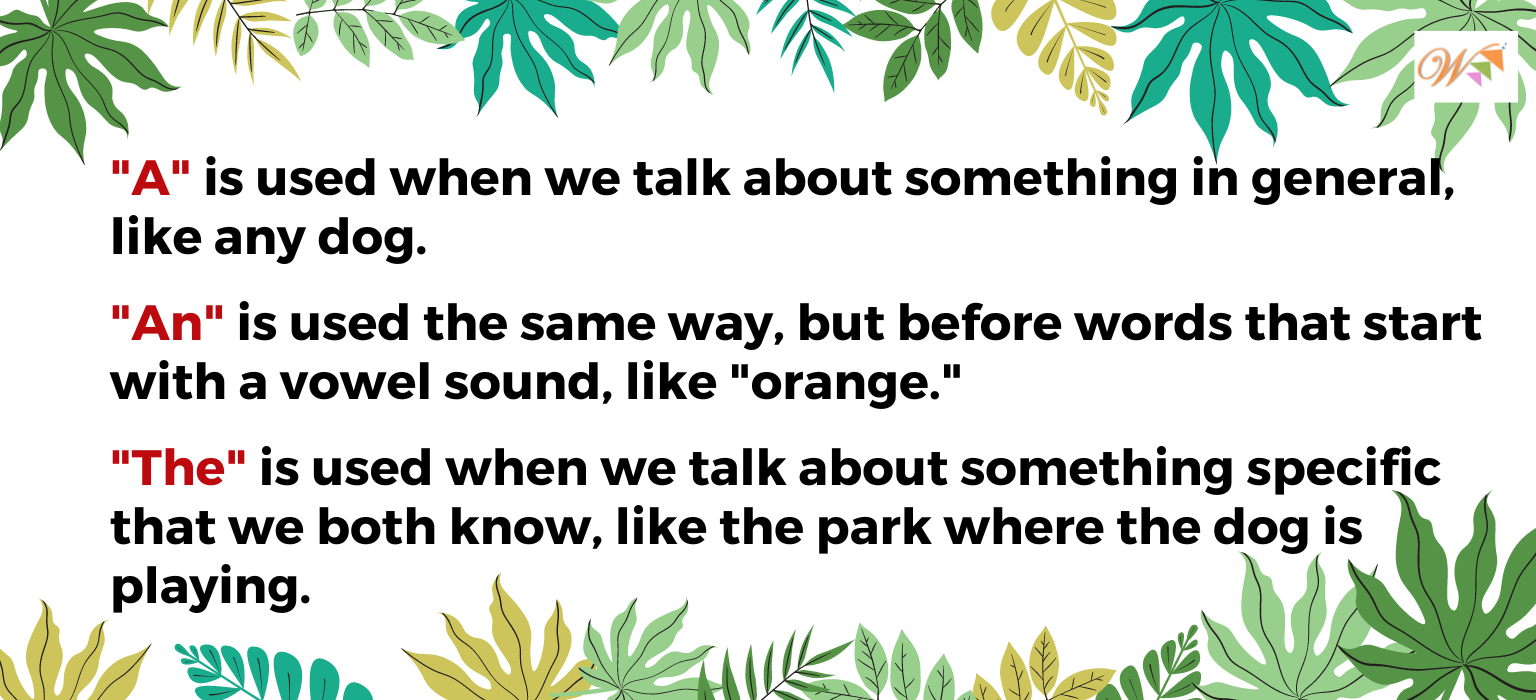 W
"A" is used when we talk about something in general,
like any dog.
"An" is used the same way, but before words that start
with a vowel sound, like "orange."
"The" is used when we talk about something specific
that we both know, like the park where the dog is
playing.